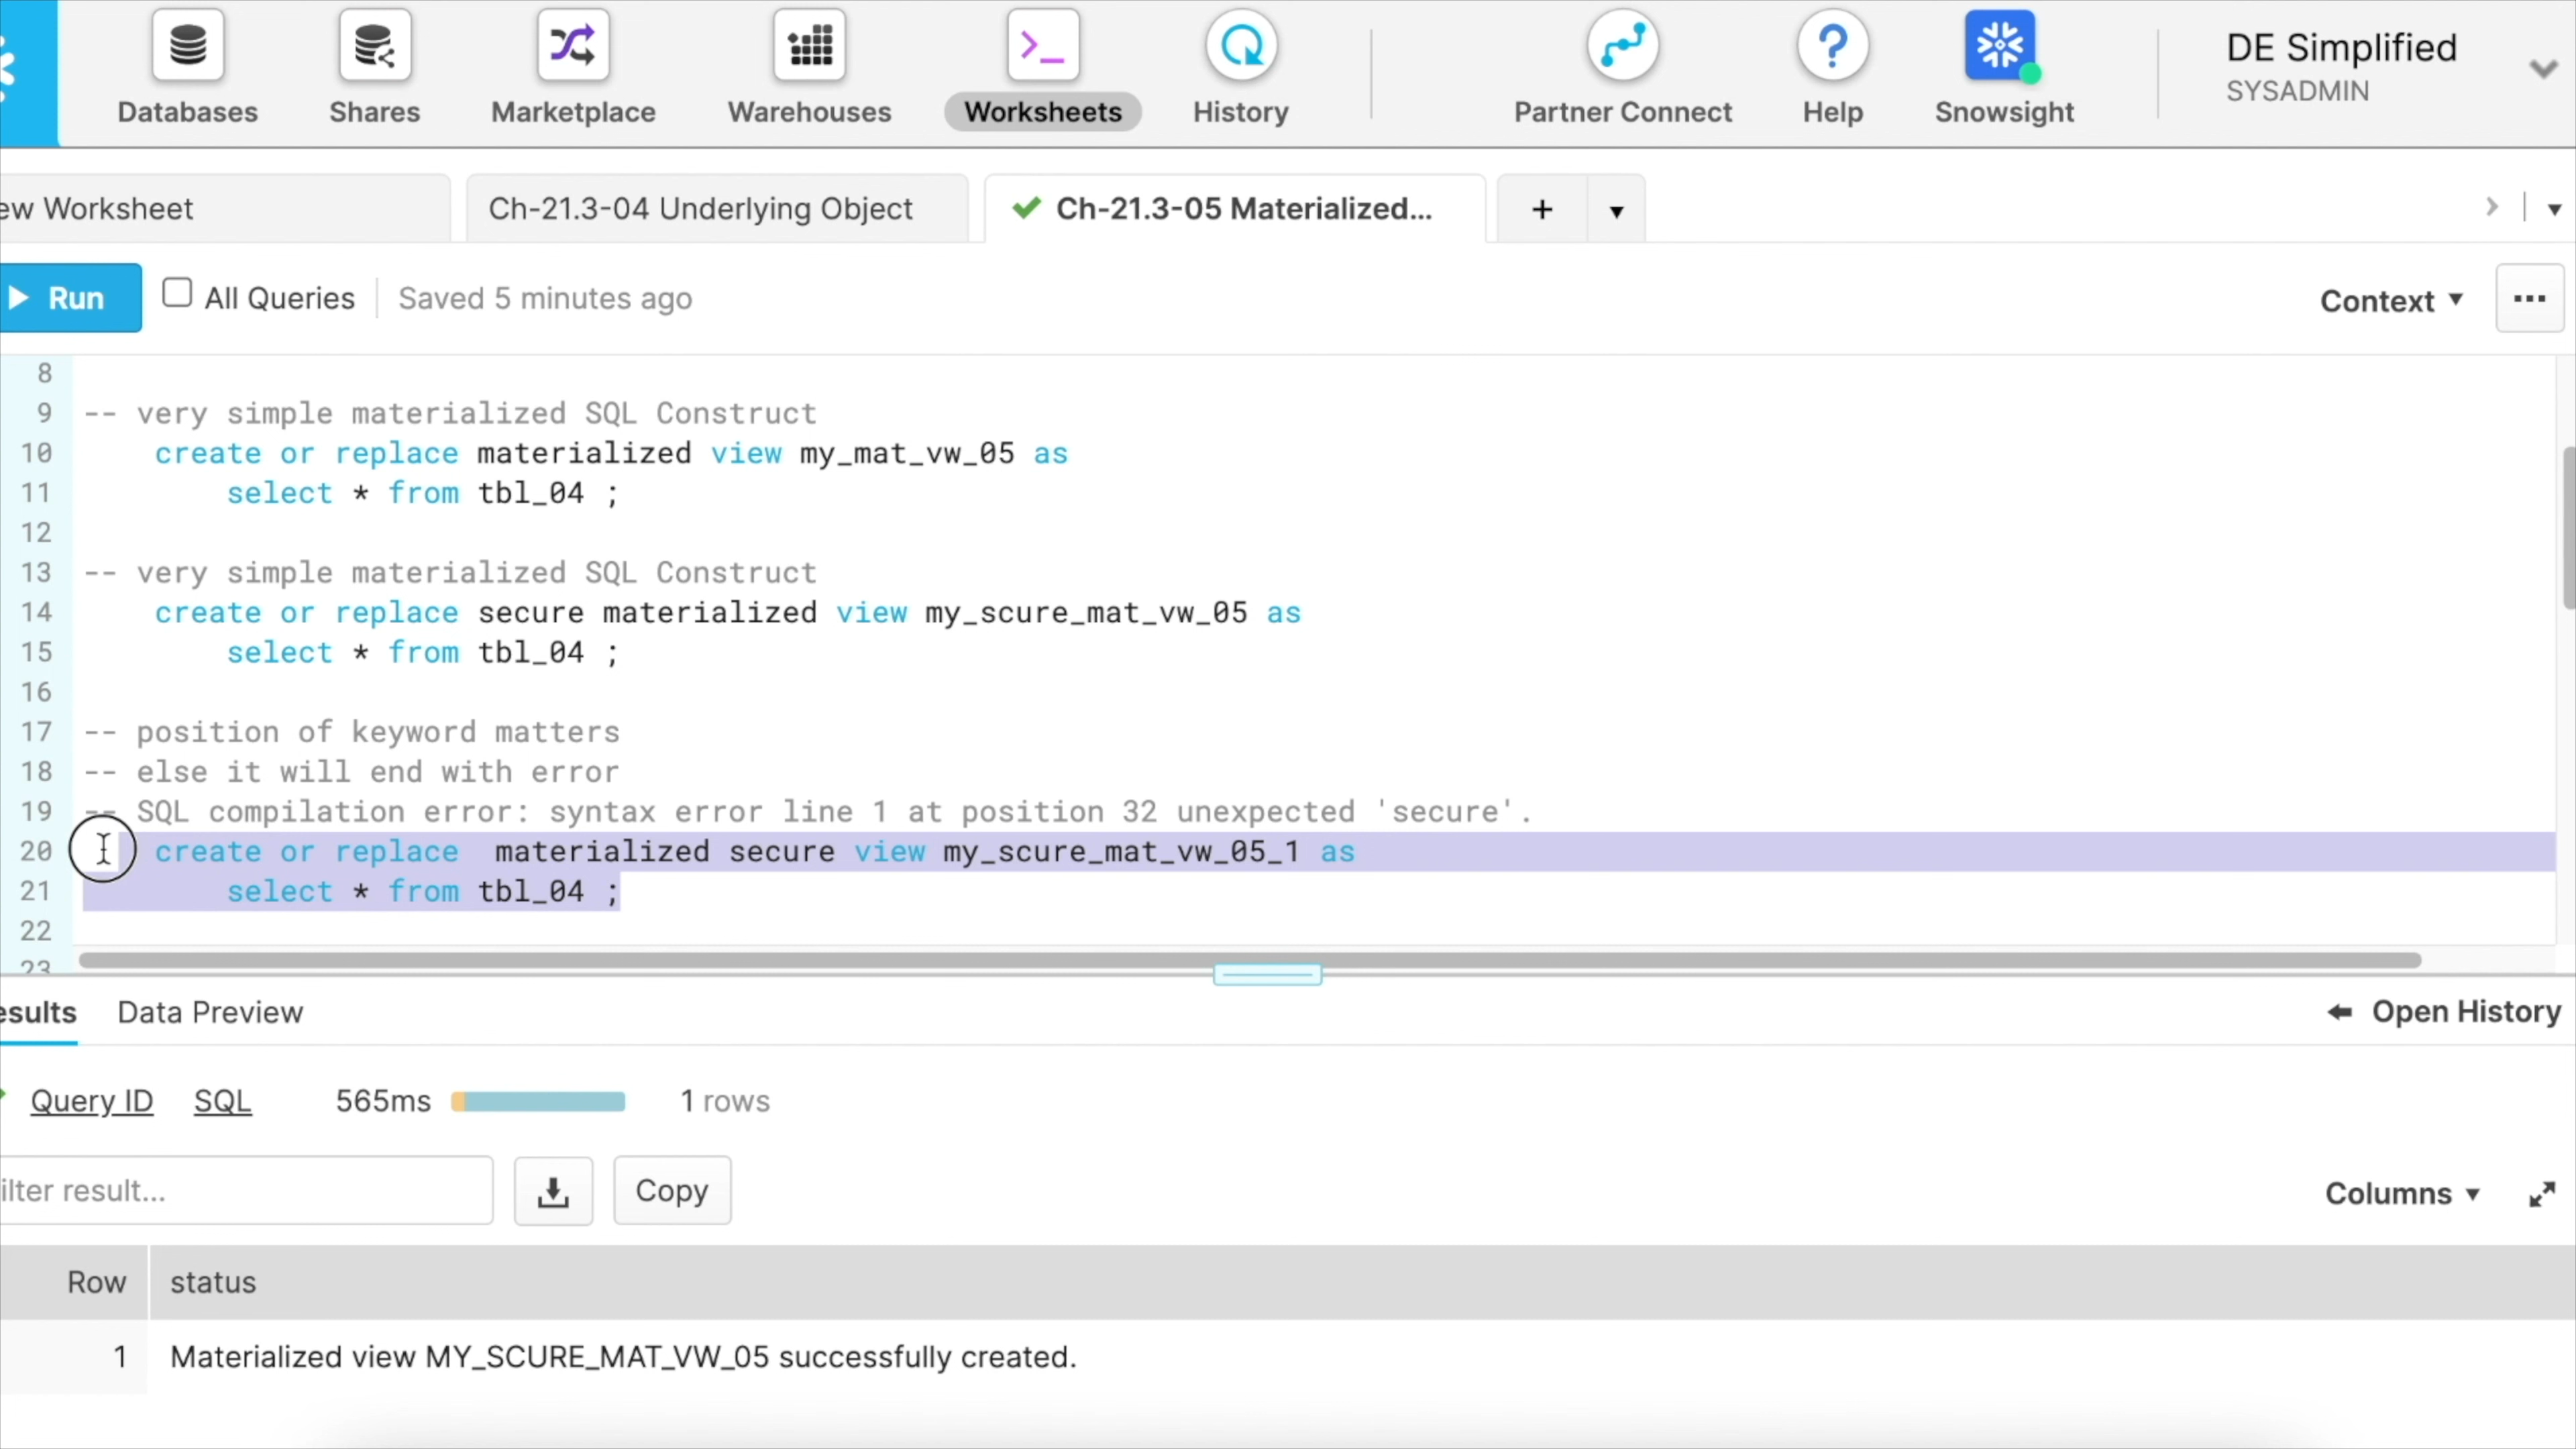 Databases Shares Marketplace Warehouses Worksheets History Partner Connect Help Snowsight
DE Simplified
SYSADMIN
ew Worksheet Ch-21.3-04 Underlying Object Ch-21.3-05 Materialized... +
Run All Queries Saved 5 minutes ago Context ...
8
9 -- very simple materialized SQL Construct
10 create or replace materialized view my_mat_vw_05 as
11 select * from tbl_04 ;
12
13 -- very simple materialized SQL Construct
14 create or replace secure materialized view my_scure_mat_vw_05 as
15 select * from tbl_04 ;
16
17 -- position of keyword matters
18 -- else it will end with error
19 -- SQL compilation error: syntax error line 1 at position 32 unexpected 'secure'.
20 create or replace  materialized secure view my_scure_mat_vw_05_1 as
21 select * from tbl_04 ;
22
23
esults Data Preview Open History
Query ID SQL 565ms 1 rows
ilter result... Copy Columns
Row status
1 Materialized view MY_SCURE_MAT_VW_05 successfully created.